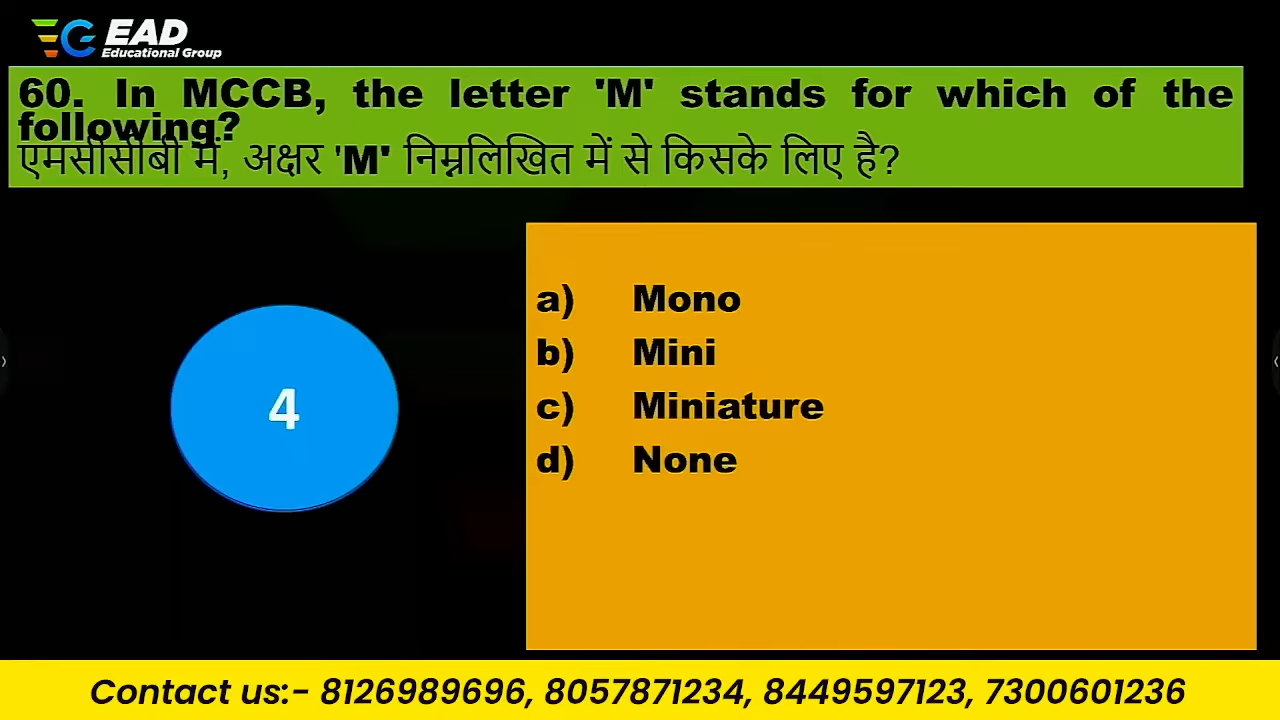 EAD
Educational Group
60. In MCCB, the letter 'M' stands for which of the
following?
एमसीसीबी में, अक्षर 'M' निम्नलिखित में से किसके लिए है?
a) Mono
b) Mini
c) Miniature
d) None
4
Contact us:- 8126989696, 8057871234, 8449597123, 7300601236